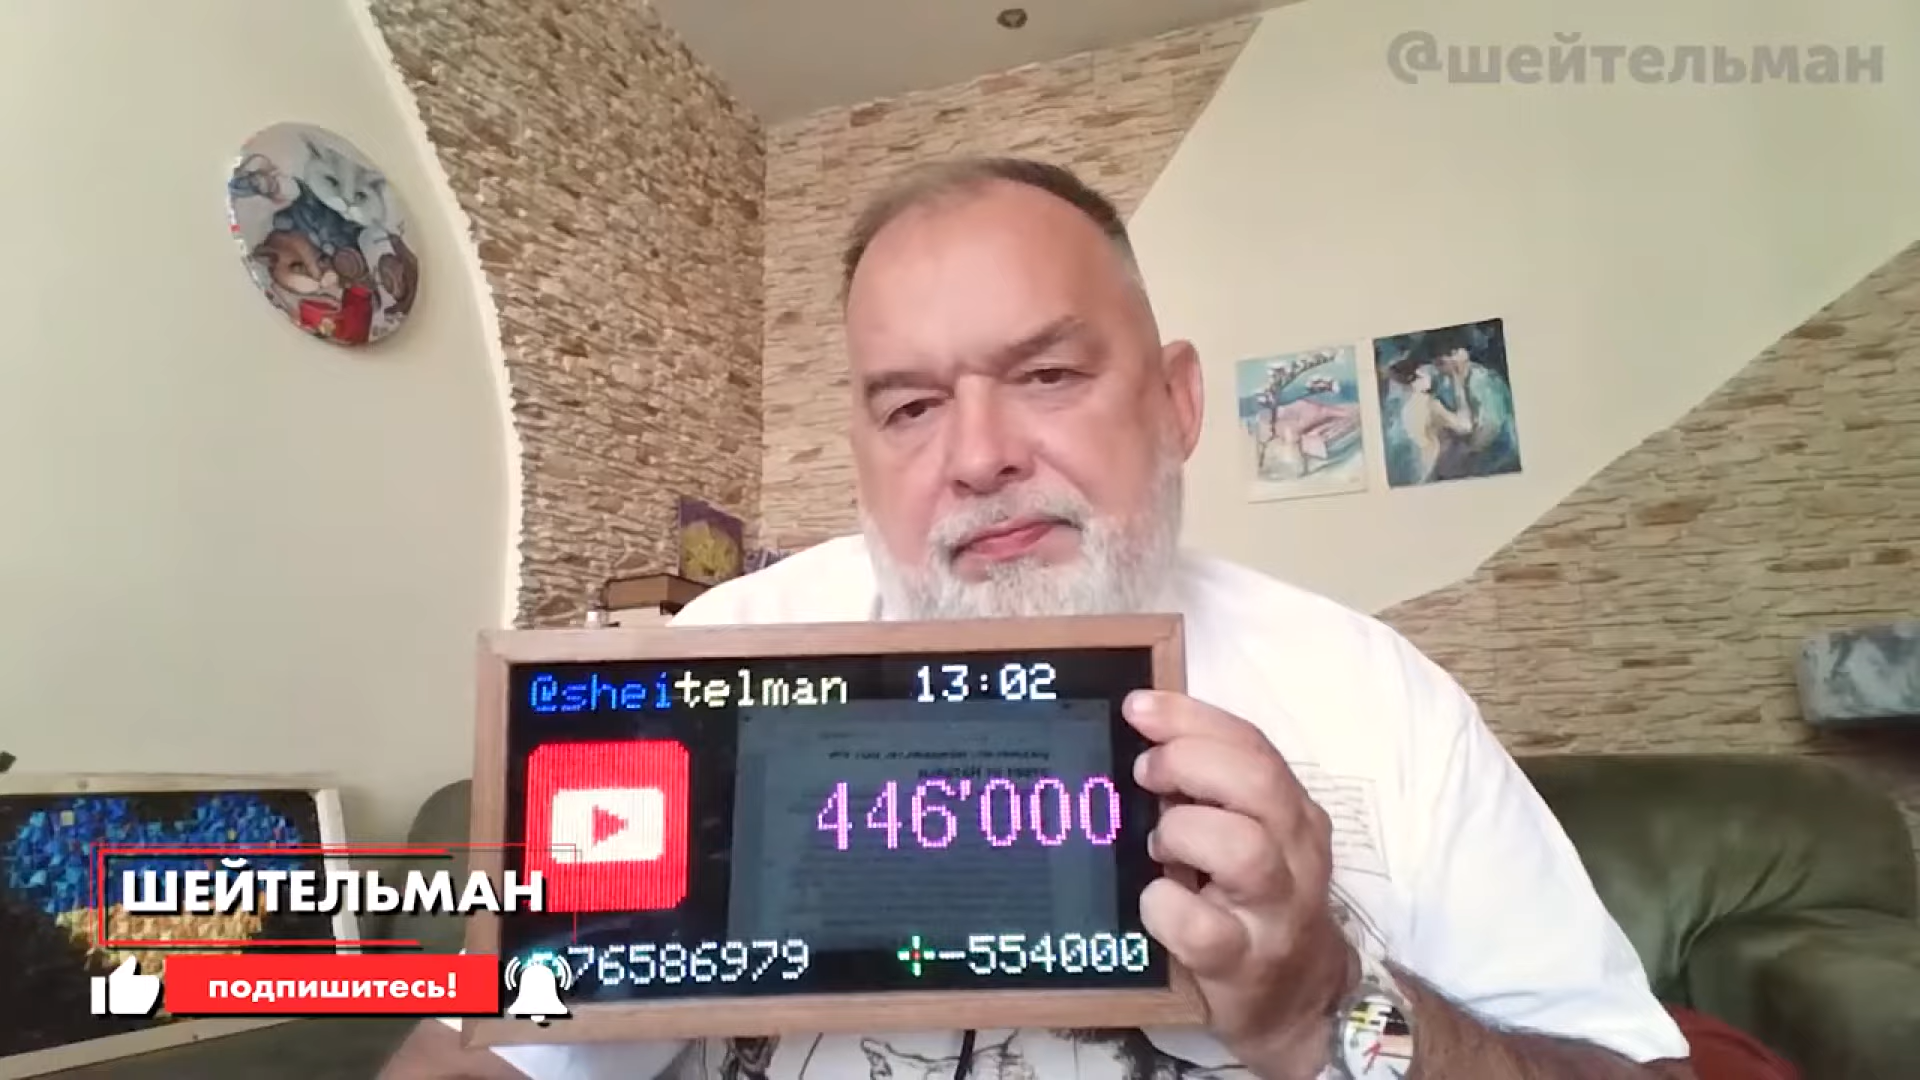 @шейтельман
@sheitelman 13:02
446'000
ШЕЙТЕЛЬМАН
76586979 -554000
подпишитесь!